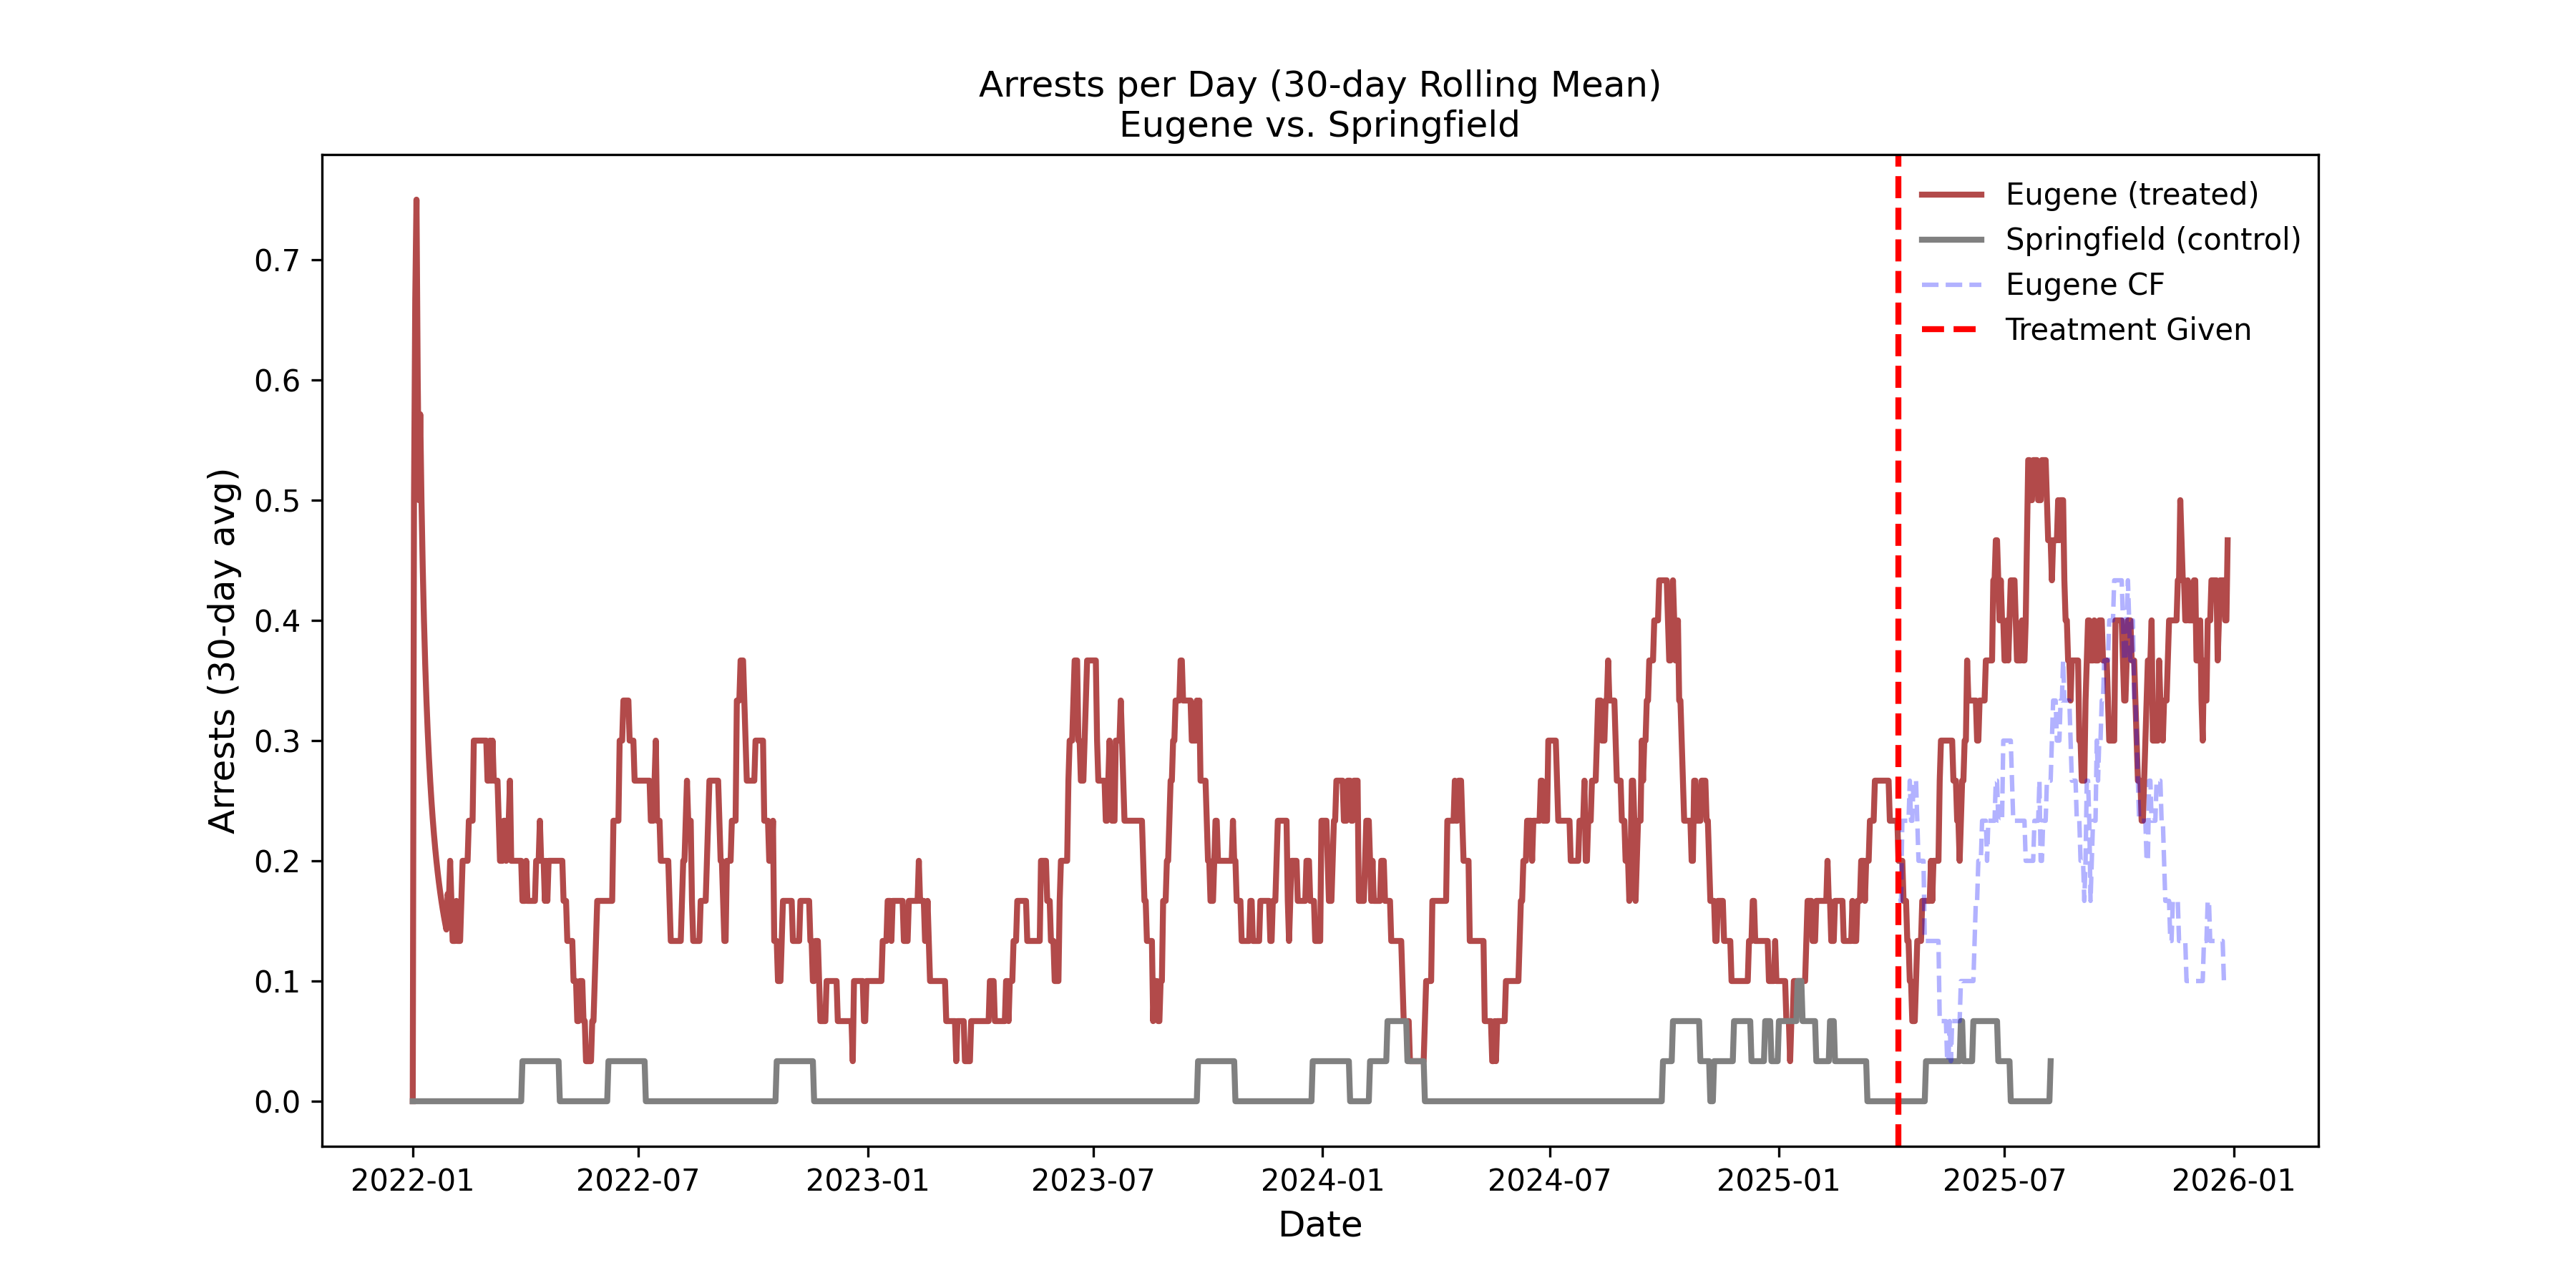 Arrests per Day (30-day Rolling Mean)
Eugene vs. Springfield
Eugene (treated)
Springfield (control)
Eugene CF
Treatment Given
Arrests (30-day avg)
0.7
0.6
0.5
0.4
0.3
0.2
0.1
0.0
2022-01
2022-07
2023-01
2023-07
2024-01
2024-07
2025-01
2025-07
2026-01
Date